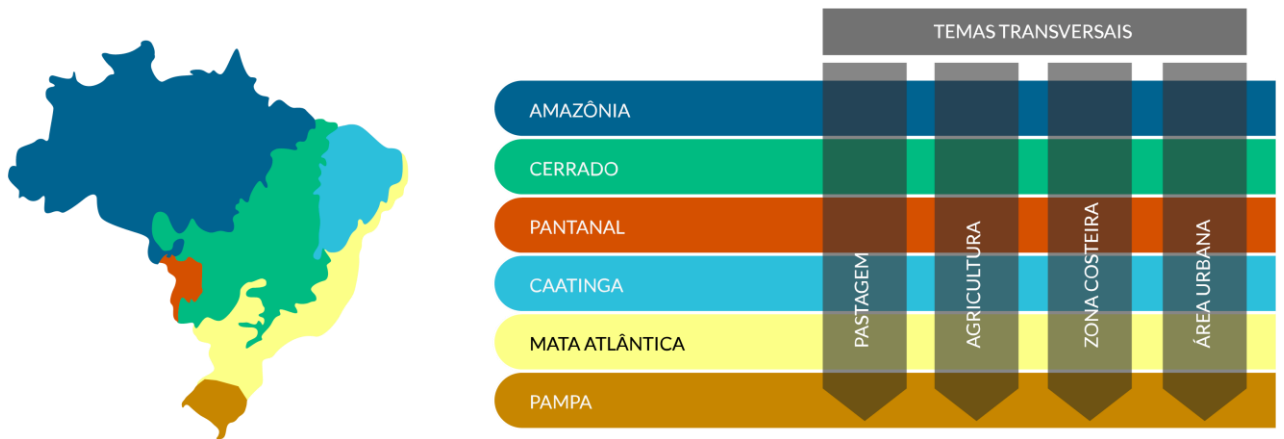 TEMAS TRANSVERSAIS
AMAZÔNIA
CERRADO
PANTANAL
CAATINGA
MATA ATLÂNTICA
PAMPA
PASTAGEM
AGRICULTURA
ZONA COSTEIRA
ÁREA URBANA